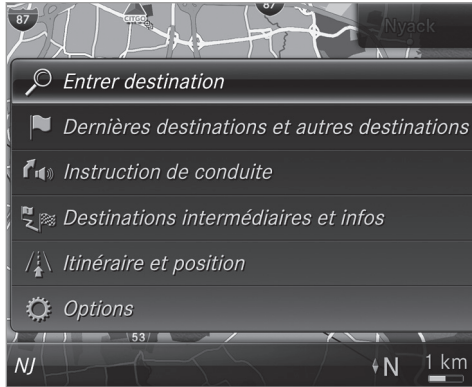 87
CITGO
87
Nyack
Entrer destination
Dernières destinations et autres destinations
Instruction de conduite
Destinations intermédiaires et infos
Itinéraire et position
Options
53
NJ
N
1 km